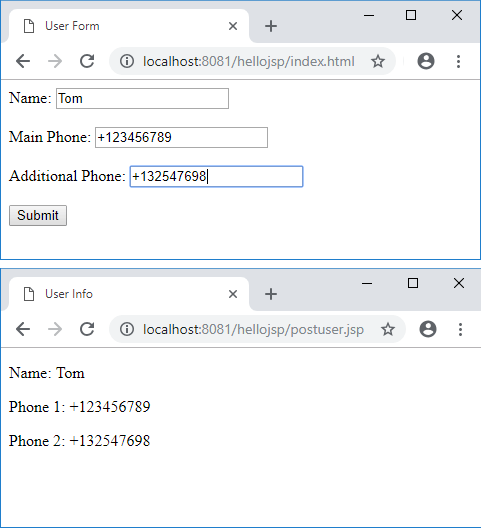 User Form
localhost:8081/hellojsp/index.html
Name: Tom
Main Phone: +123456789
Additional Phone: +132547698
Submit
User Info
localhost:8081/hellojsp/postuser.jsp
Name: Tom
Phone 1: +123456789
Phone 2: +132547698